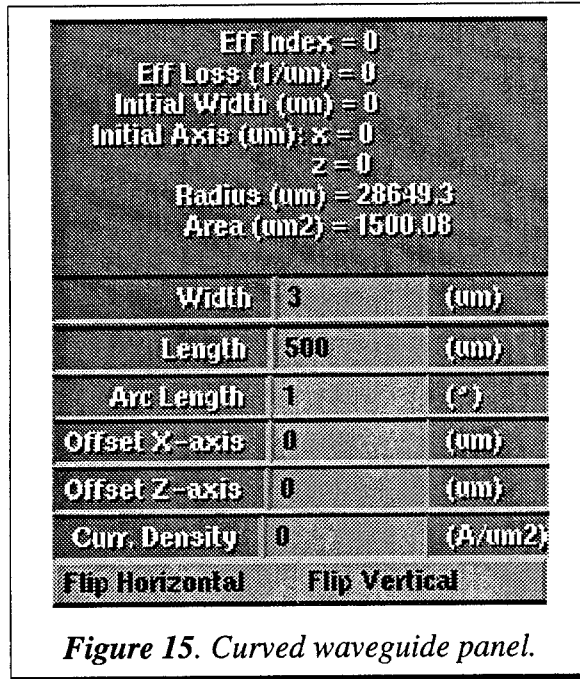 Eff Index = 0
Eff Loss (1/um) = 0
Initial Width (um) = 0
Initial Axis (um): x = 0
z = 0
Radius (um) = 28649.3
Area (um2) = 1500.08
Width 3 (um)
Length 500 (um)
Arc Length 1 (°)
Offset X-axis 0 (um)
Offset Z-axis 0 (um)
Curr. Density 0 (A/um2)
Flip Horizontal Flip Vertical
Figure 15. Curved waveguide panel.